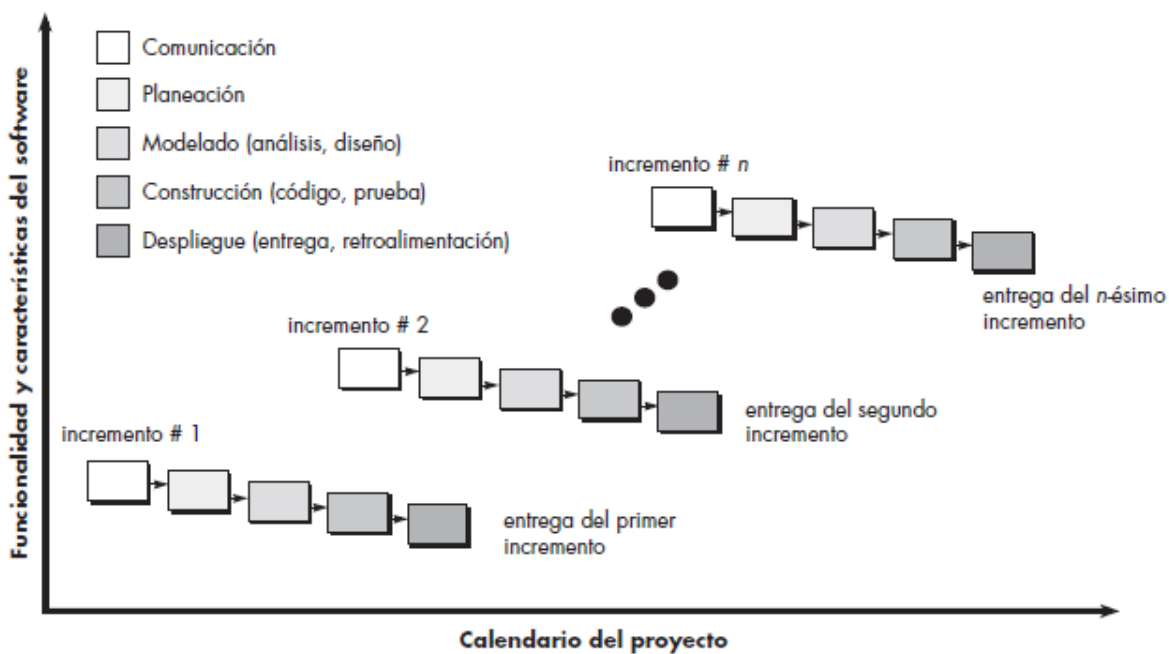 Funcionalidad y características del software
Comunicación
Planeación
Modelado (análisis, diseño)
Construcción (código, prueba)
Despliegue (entrega, retroalimentación)
incremento # n
entrega del n-ésimo
incremento
incremento # 2
entrega del segundo
incremento
incremento # 1
entrega del primer
incremento
Calendario del proyecto